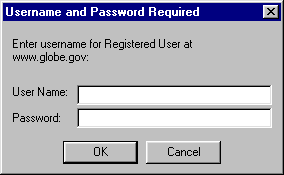 Username and Password Required
Enter username for Registered User at
www.globe.gov:
User Name:
Password:
OK
Cancel